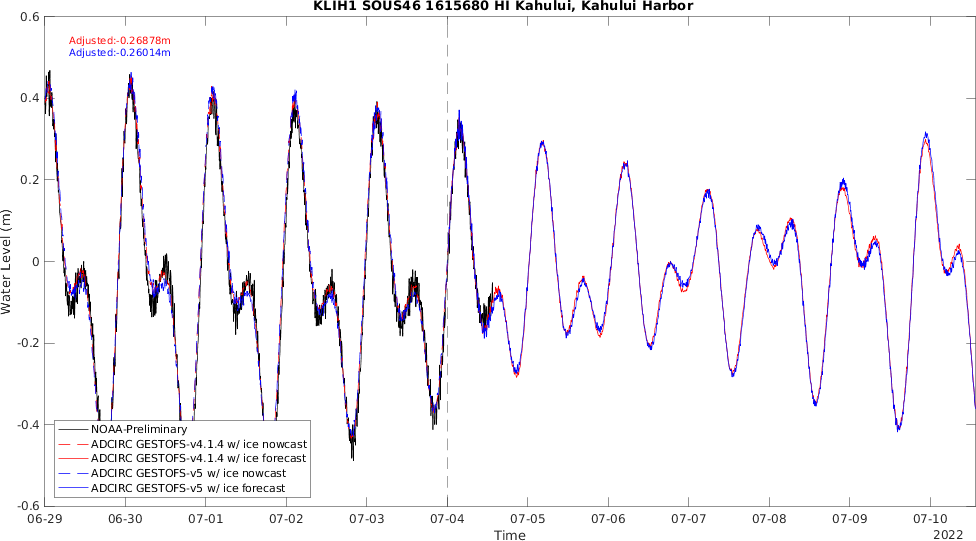 KLIH1 SOUS46 1615680 HI Kahului, Kahului Harbor
0.6
Adjusted:-0.26878m
Adjusted:-0.26014m
0.4
0.2
0
-0.2
-0.4
-0.6
Water Level (m)
NOAA-Preliminary
ADCIRC GESTOFS-v4.1.4 w/ ice nowcast
ADCIRC GESTOFS-v4.1.4 w/ ice forecast
ADCIRC GESTOFS-v5 w/ ice nowcast
ADCIRC GESTOFS-v5 w/ ice forecast
06-29 06-30 07-01 07-02 07-03 07-04 07-05 07-06 07-07 07-08 07-09 07-10
Time
2022